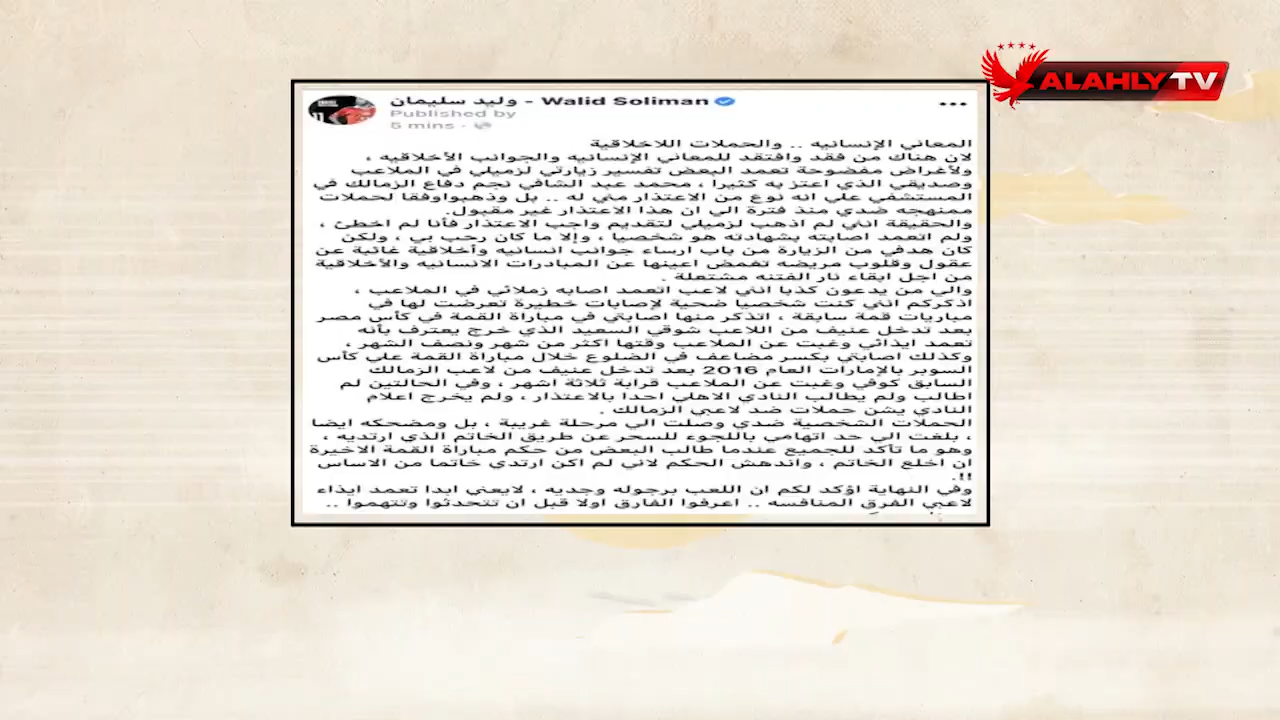 ALAHLY TV
وليد سليمان - Walid Soliman
Published by
5 mins ·
المعاني الإنسانيه .. والحملات اللاخلاقية
لان هناك من فقد وافتقد للمعاني الإنسانيه والجوانب الأخلاقيه ،
ولأغراض مفضوحة تعمد البعض تفسير زيارتي لزميلي في الملاعب
وصديقي الذي اعتز به كثيرا ، محمد عبد الشافي نجم دفاع الزمالك في
المستشفي علي انه نوع من الاعتذار مني له .. بل وذهبواوفقا لحملات
ممنهجه ضدي منذ فترة الي ان هذا الاعتذار غير مقبول.
والحقيقة انني لم اذهب لزميلي لتقديم واجب الاعتذار فأنا لم اخطئ ،
ولم اتعمد اصابته بشهادته هو شخصيا ، وإلا ما كان رحب بي ، ولكن
كان هدفي من الزيارة من باب ارساء جوانب انسانيه وأخلاقية غائبة عن
عقول وقلوب مريضه تغمض اعينها عن المبادرات الانسانيه والأخلاقية
من اجل ابقاء نار الفتنه مشتعلة .
والي من يدعون كذبا انني لاعب اتعمد اصابه زملائي في الملاعب ،
اذكركم انني كنت شخصيا ضحية لإصابات خطيرة تعرضت لها في
مباريات قمة سابقة ، اتذكر منها اصابتي في مباراة القمة في كأس مصر
بعد تدخل عنيف من اللاعب شوقي السعيد الذي خرج يعترف بأنه
تعمد ايذائي وغبت عن الملاعب وقتها اكثر من شهر ونصف الشهر ،
وكذلك اصابتي بكسر مضاعف في الضلوع خلال مباراة القمة علي كأس
السوبر بالإمارات العام 2016 بعد تدخل عنيف من لاعب الزمالك
السابق كوفي وغبت عن الملاعب قرابة ثلاثة اشهر ، وفي الحالتين لم
اطالب ولم يطالب النادي الاهلي احدا بالاعتذار ، ولم يخرج اعلام
النادي يشن حملات ضد لاعبي الزمالك .
الحملات الشخصية ضدي وصلت الي مرحلة غريبة ، بل ومضحكه ايضا
، بلغت الي حد اتهامي باللجوء للسحر عن طريق الخاتم الذي ارتديه ،
وهو ما تأكد للجميع عندما طالب البعض من حكم مباراة القمة الاخيرة
ان اخلع الخاتم ، واندهش الحكم لاني لم اكن ارتدي خاتما من الاساس
!!.
وفي النهاية اؤكد لكم ان اللعب برجوله وجديه ، لايعني ابدا تعمد ايذاء
لاعبي الفرق المنافسه .. اعرفوا الفارق اولا قبل ان تتحدثوا وتتهموا ..